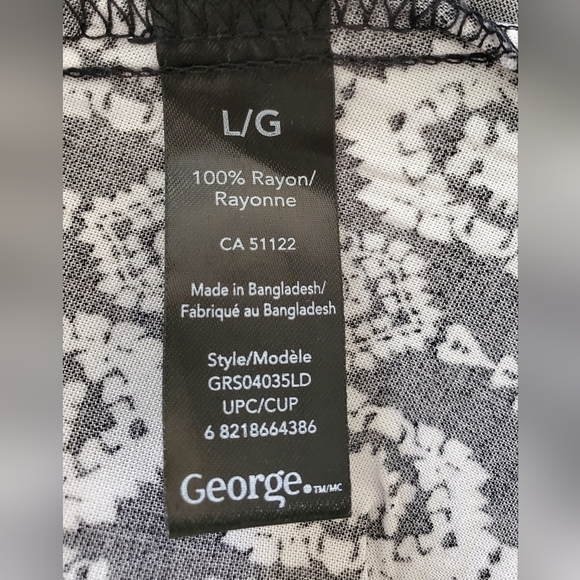 L/G
100% Rayon/
Rayonne
CA 51122
Made in Bangladesh/
Fabriqué au Bangladesh
Style/Modèle
GRS04035LD
UPC/CUP
6 8218664386
George®TM/MC